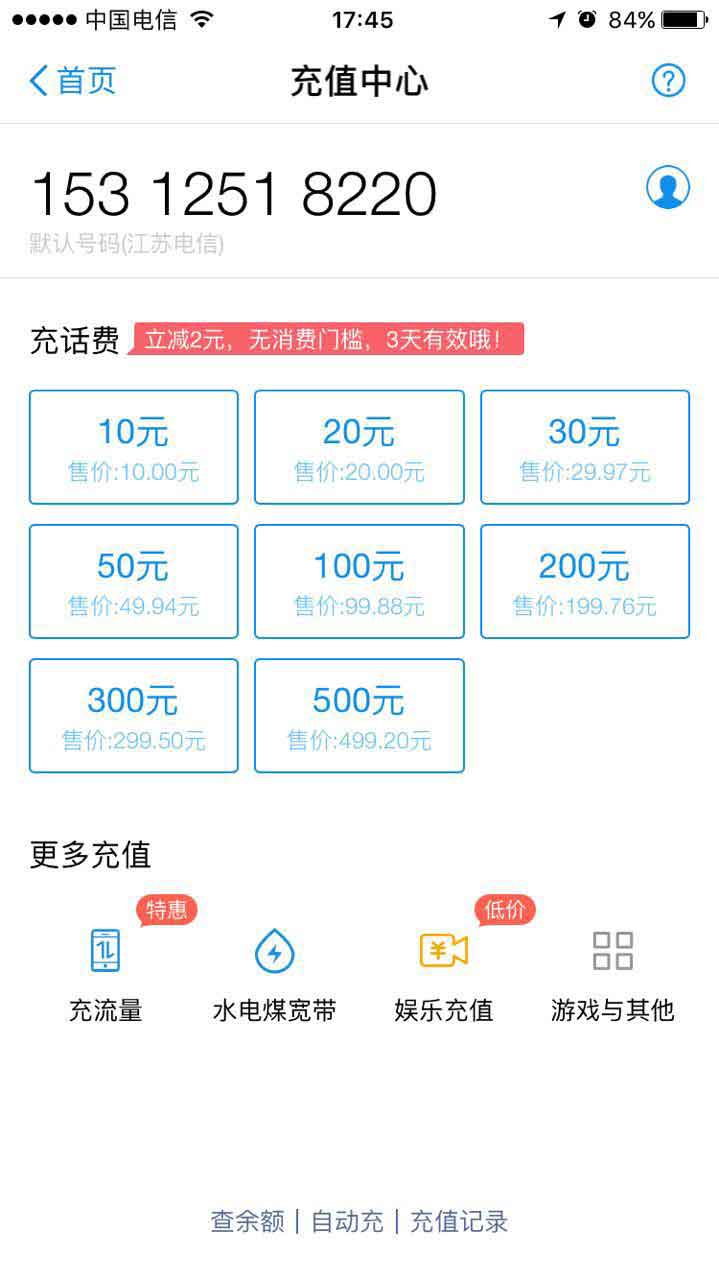 中国电信 17:45 84%
首页 充值中心
153 1251 8220
默认号码(江苏电信)
充话费 立减2元，无消费门槛，3天有效哦！
10元 20元 30元
售价:10.00元 售价:20.00元 售价:29.97元
50元 100元 200元
售价:49.94元 售价:99.88元 售价:199.76元
300元 500元
售价:299.50元 售价:499.20元
更多充值
特惠 低价
充流量 水电煤宽带 娱乐充值 游戏与其他
查余额 | 自动充 | 充值记录